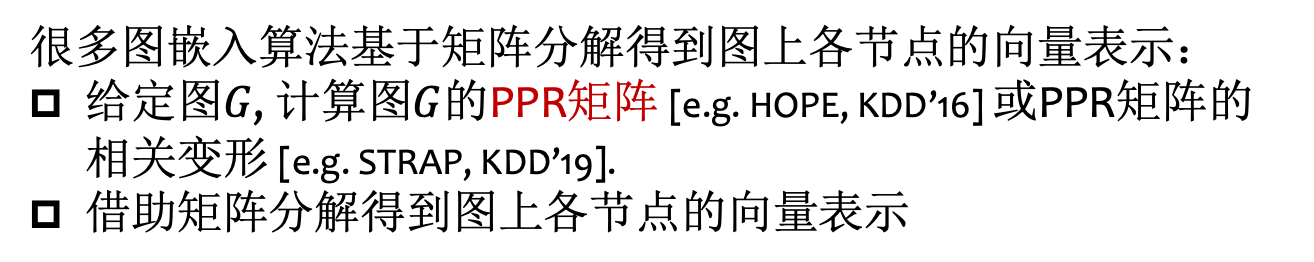 很多图嵌入算法基于矩阵分解得到图上各节点的向量表示：
给定图G, 计算图G的PPR矩阵 [e.g. HOPE, KDD’16] 或PPR矩阵的
相关变形 [e.g. STRAP, KDD’19].
借助矩阵分解得到图上各节点的向量表示